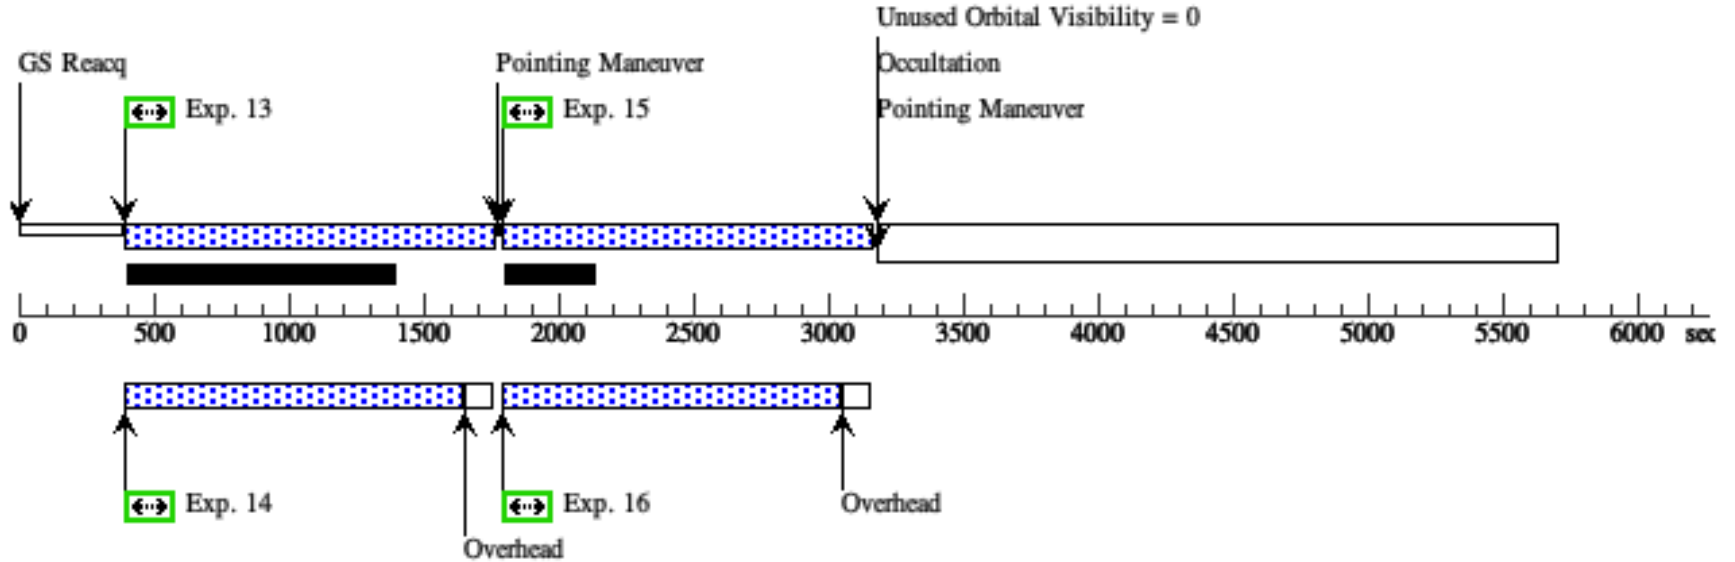 Unused Orbital Visibility = 0
GS Reacq
Pointing Maneuver
Occultation
Exp. 13
Exp. 15
Pointing Maneuver
0 500 1000 1500 2000 2500 3000 3500 4000 4500 5000 5500 6000 sec
Exp. 14
Exp. 16
Overhead
Overhead